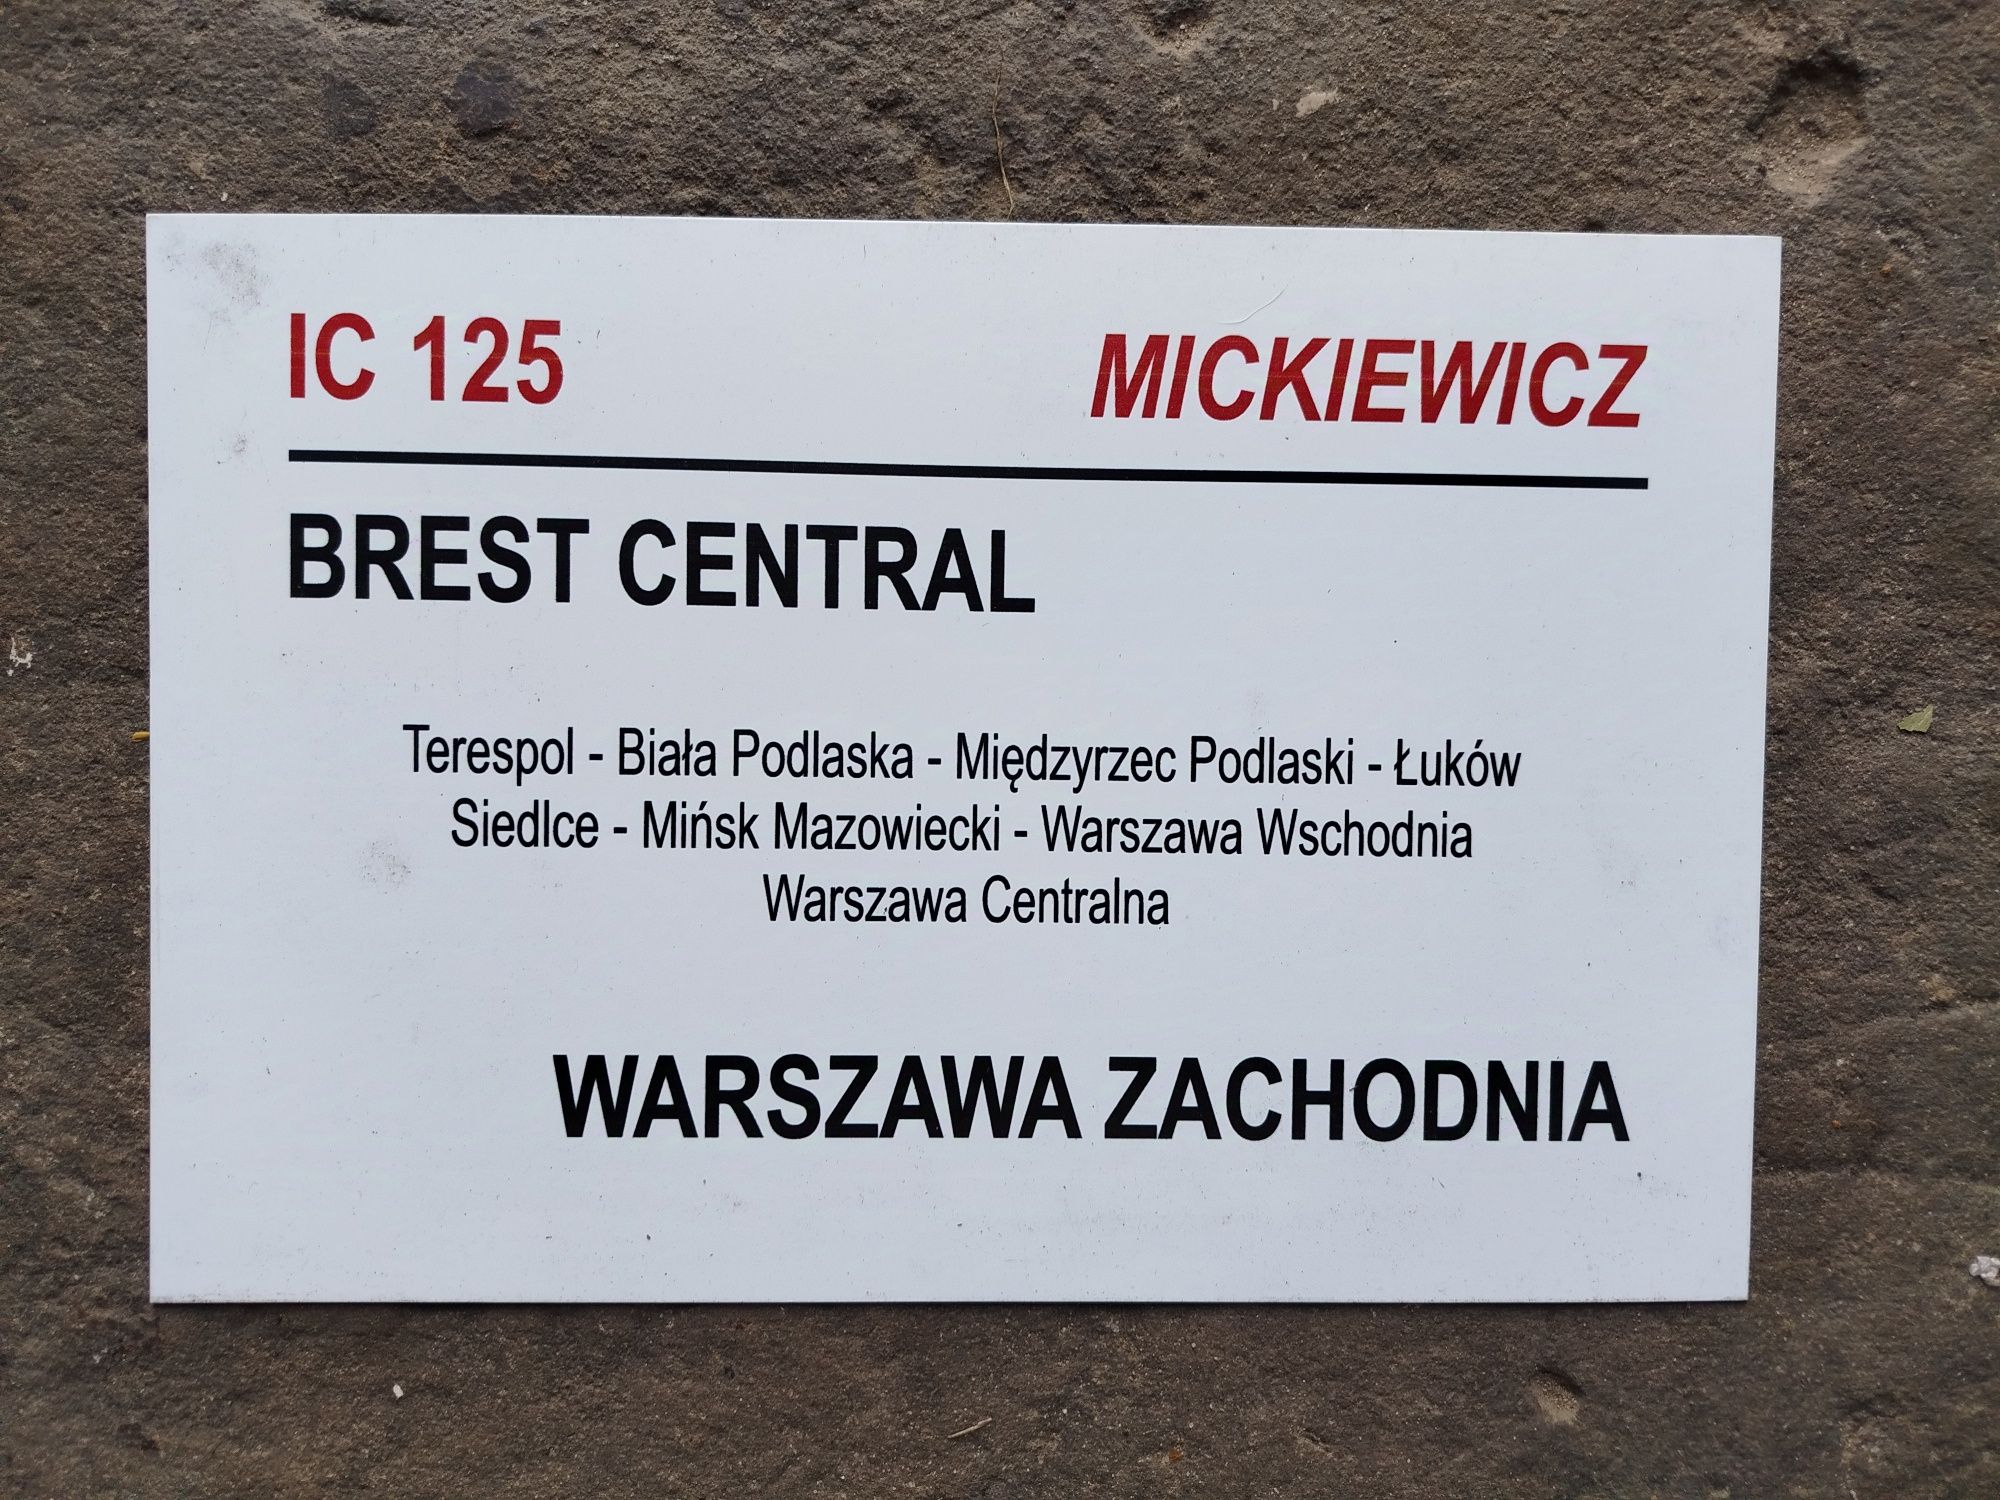 IC 125 MICKIEWICZ
BREST CENTRAL
Terespol - Biała Podlaska - Międzyrzec Podlaski - Łuków
Siedlce - Mińsk Mazowiecki - Warszawa Wschodnia
Warszawa Centralna
WARSZAWA ZACHODNIA